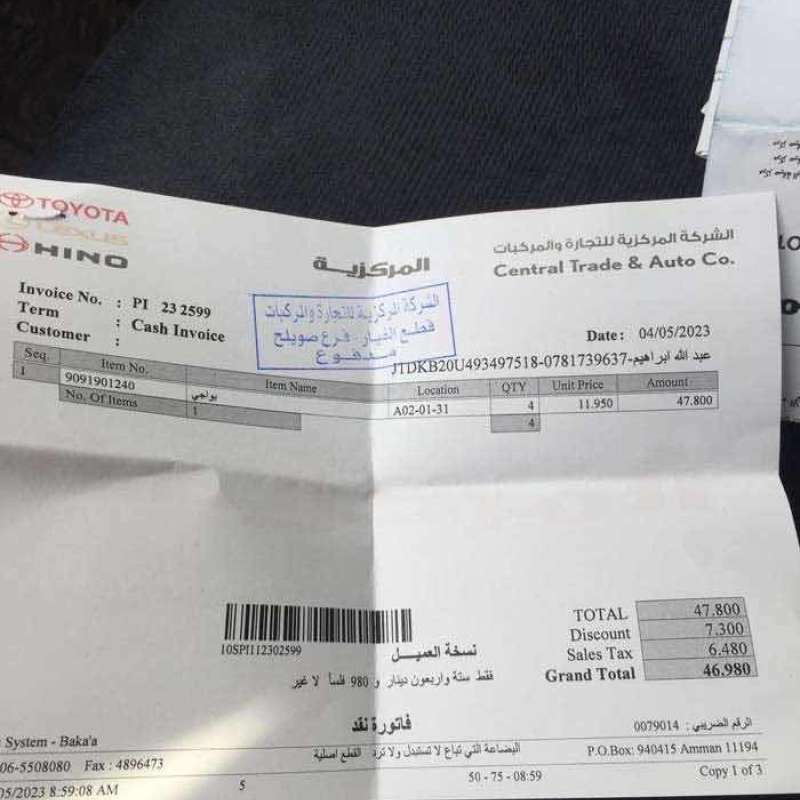 TOYOTA
LEXUS
HINO
المركزية
الشركة المركزية للتجارة والمركبات
Central Trade & Auto Co.
Invoice No. : PI 23 2599
Term : Cash Invoice
Customer :
الشركة المركزية للتجارة والمركبات
قطع الغيار - فرع صويلح
مدفوع
Date : 04/05/2023
عبد الله ابراهيم-JTDKB20U493497518-0781739637
Seq. Item No. Item Name Location QTY Unit Price Amount
1 9091901240 بواجي A02-01-31 4 11.950 47.800
No. Of Items 1 4
TOTAL 47.800
Discount 7.300
Sales Tax 6.480
Grand Total 46.980
10SPI112302599
نسخة العميل
فقط ستة واربعون دينار و 980 فلساً لا غير
فاتورة نقد
الرقم الضريبي : 0079014
System - Baka'a
البضاعة التي تباع لا تستبدل ولا ترد القطع اصلية
P.O.Box: 940415 Amman 11194
06-5508080 Fax : 4896473
50 - 75 - 08:59
Copy 1 of 3
05/2023 8:59:08 AM
5